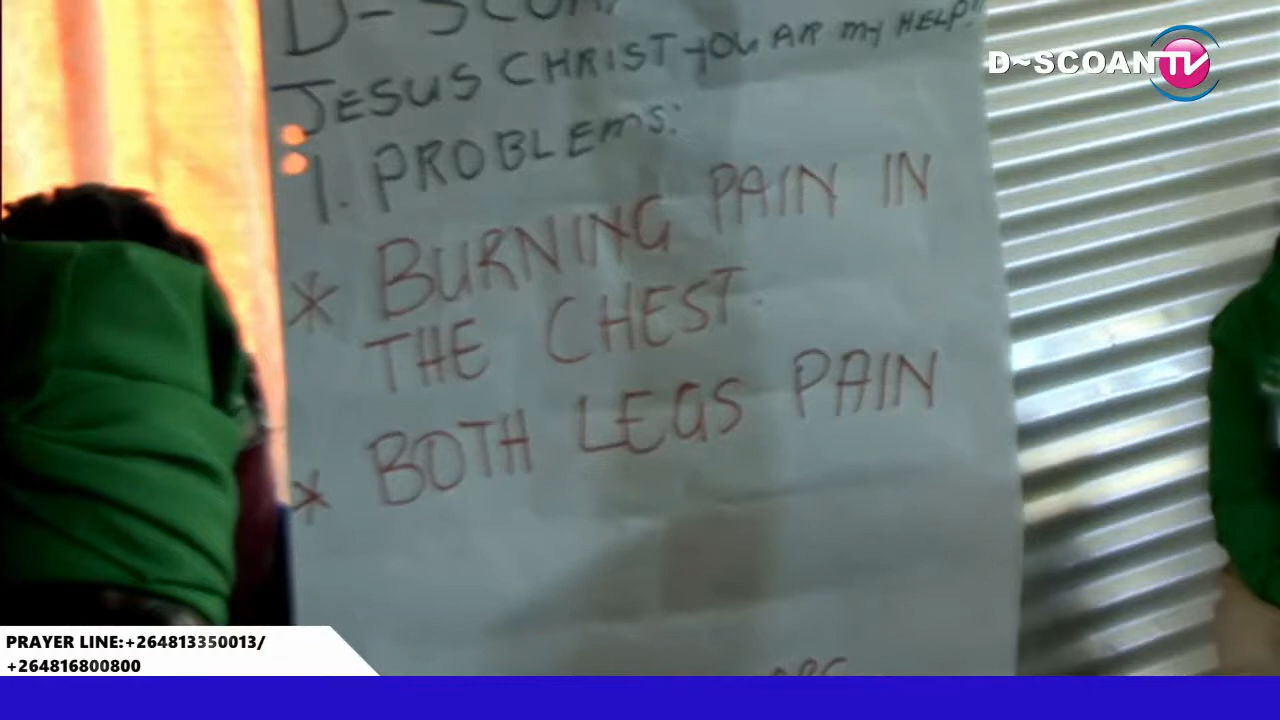 D-SCOAN
JESUS CHRIST yOU AR my HELP!!
1. PROBLEMS:
* BURNING PAIN IN
THE CHEST.
* BOTH LEGS PAIN
D~SCOANTV
PRAYER LINE:+264813350013/
+264816800800